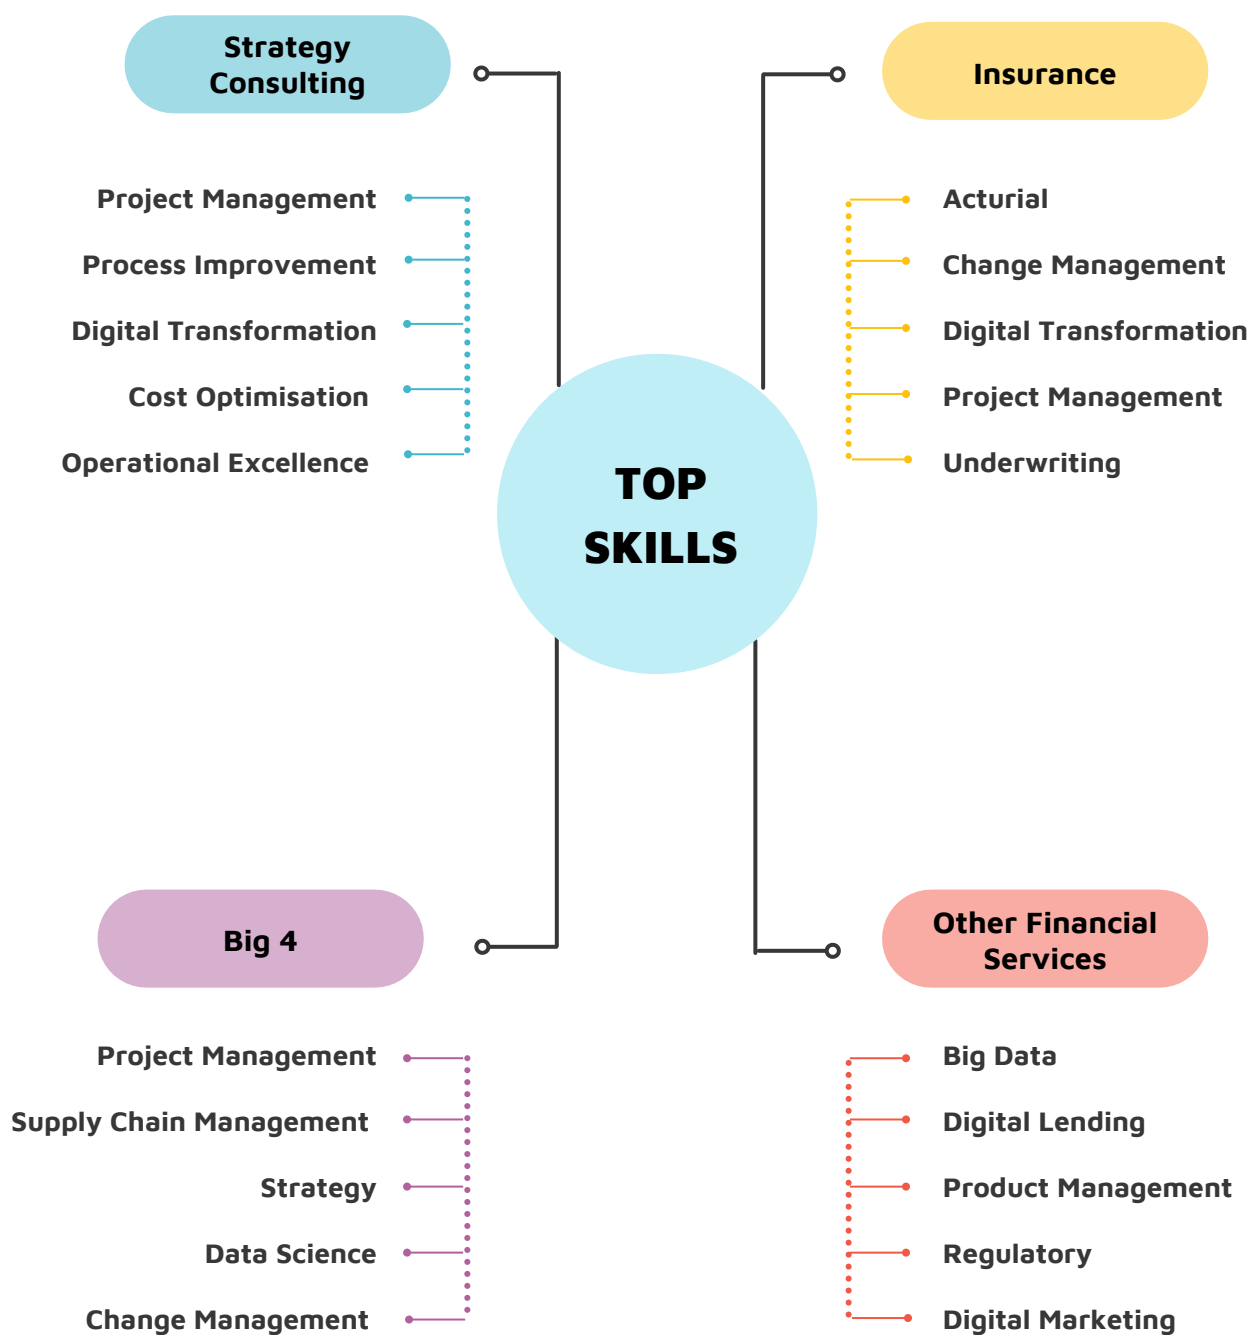 Strategy
Consulting
Project Management
Process Improvement
Digital Transformation
Cost Optimisation
Operational Excellence
Insurance
Acturial
Change Management
Digital Transformation
Project Management
Underwriting
TOP
SKILLS
Big 4
Project Management
Supply Chain Management
Strategy
Data Science
Change Management
Other Financial
Services
Big Data
Digital Lending
Product Management
Regulatory
Digital Marketing